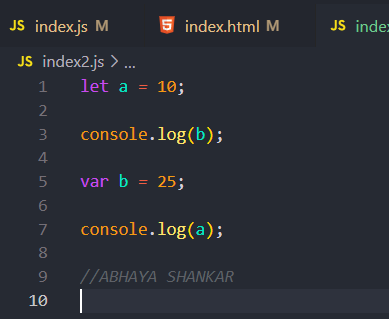 JS index.js M
index.html M
JS index
JS index2.js > ...
1 let a = 10;
2
3 console.log(b);
4
5 var b = 25;
6
7 console.log(a);
8
9 //ABHAYA SHANKAR
10